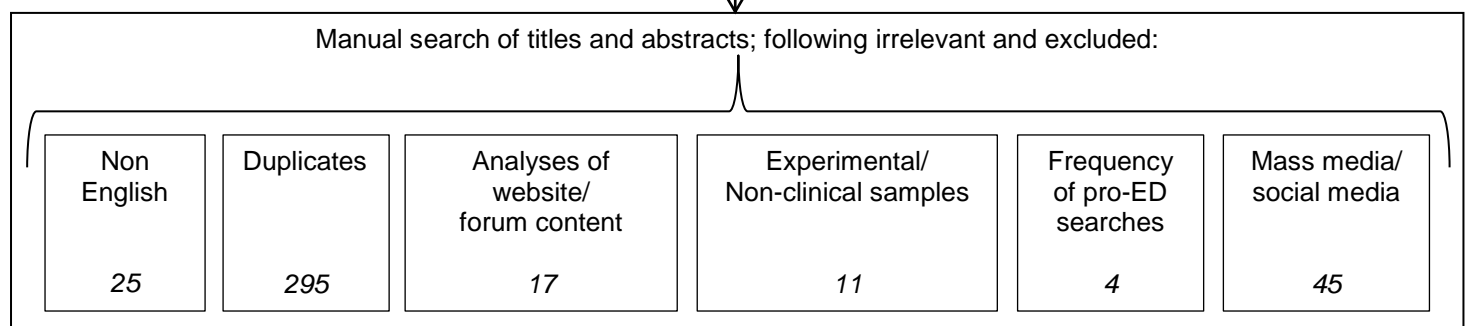 Manual search of titles and abstracts; following irrelevant and excluded:
Non
English
25
Duplicates
295
Analyses of
website/
forum content
17
Experimental/
Non-clinical samples
11
Frequency
of pro-ED
searches
4
Mass media/
social media
45